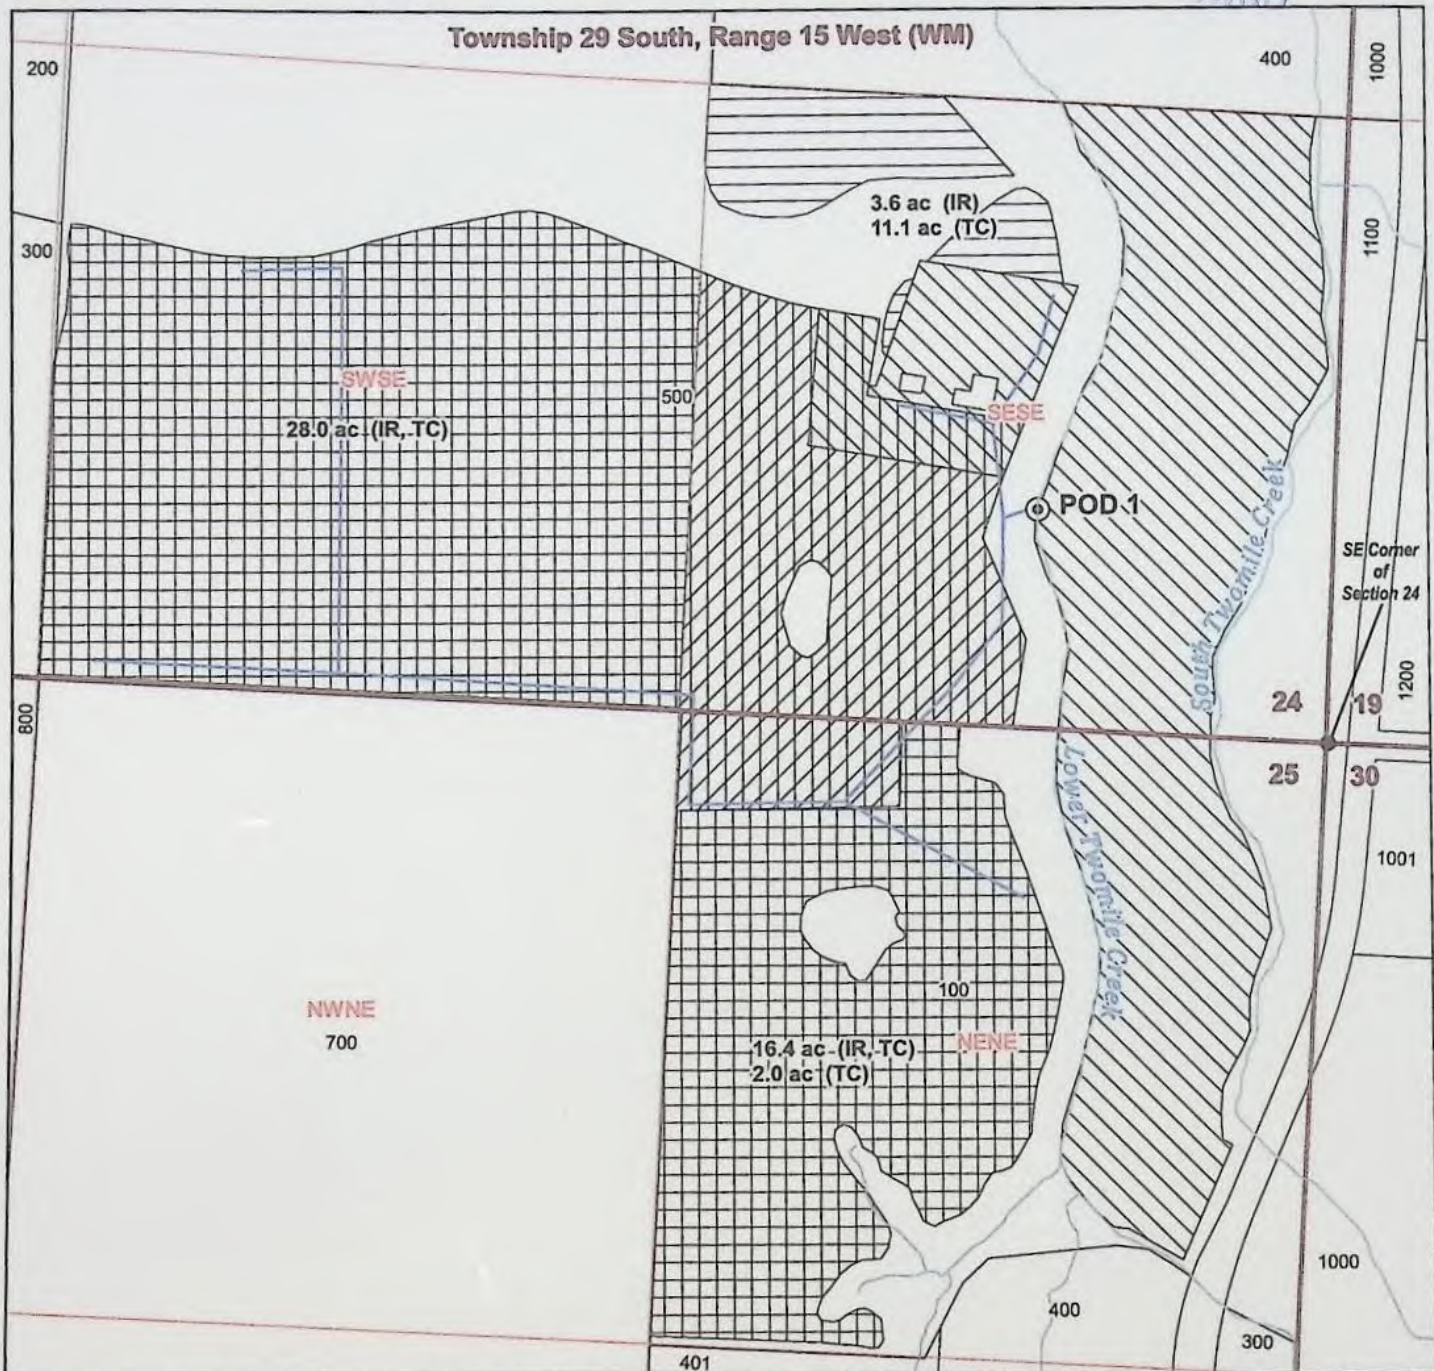 Township 29 South, Range 15 West (WM)
200
400
1000
3.6 ac (IR)
11.1 ac (TC)
300
1100
SWSE
500
28.0 ac (IR, TC)
SESE
POD 1
South Twomile Creek
SE Corner
of
Section 24
1200
24
19
800
25
30
Lower Twomile Creek
1001
100
NWNE
700
16.4 ac (IR, TC)
2.0 ac (TC)
NENE
1000
400
300
401